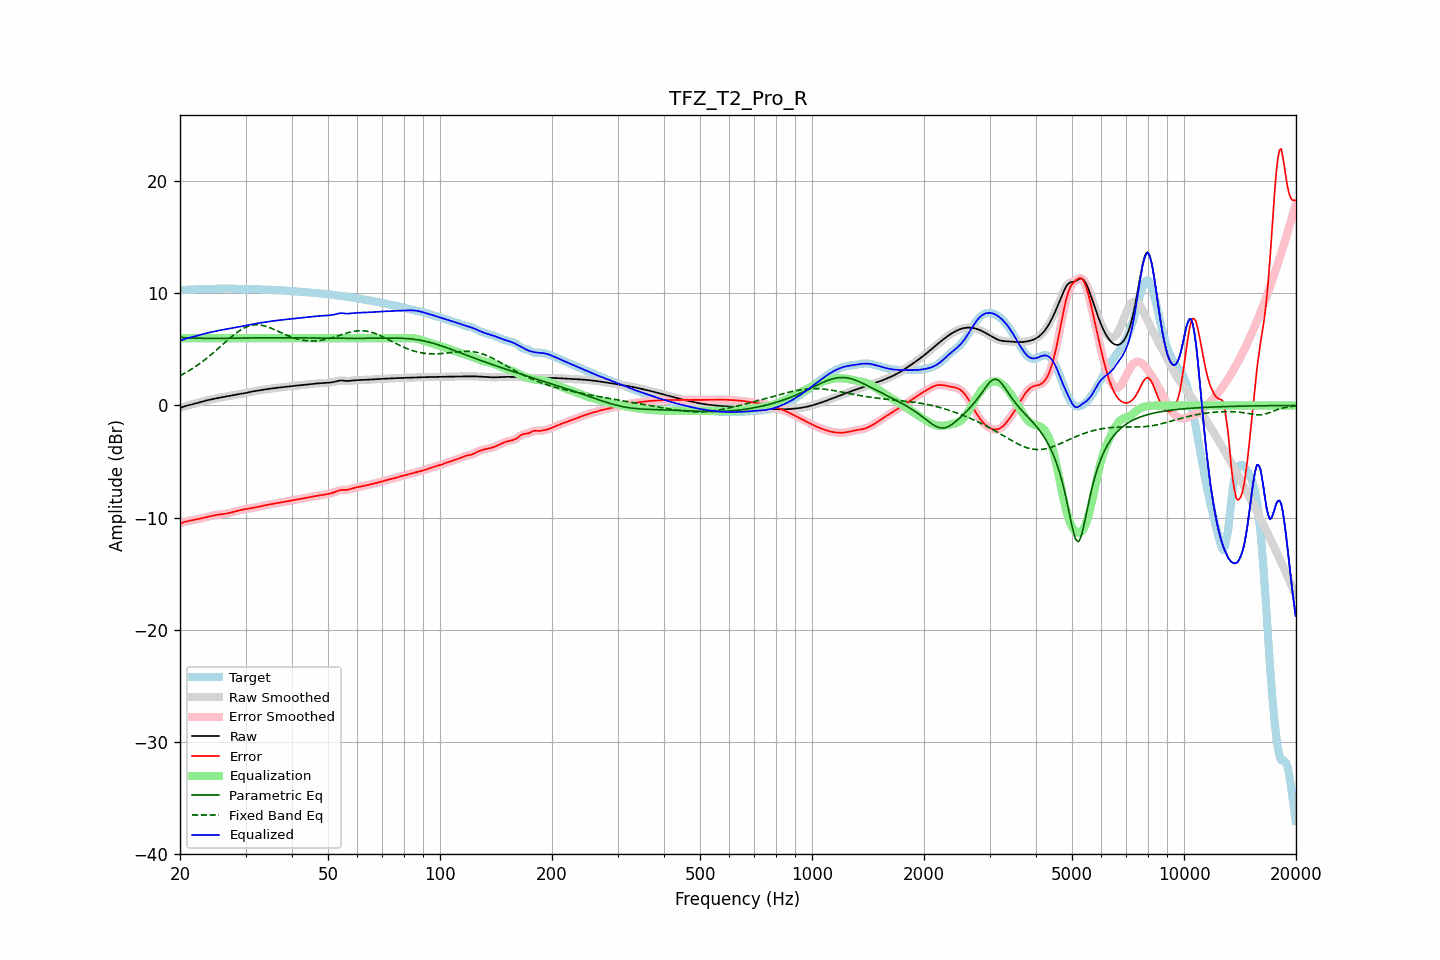 TFZ_T2_Pro_R
Amplitude (dBr)
20
10
0
−10
−20
−30
−40
Target
Raw Smoothed
Error Smoothed
Raw
Error
Equalization
Parametric Eq
Fixed Band Eq
Equalized
20 50 100 200 500 1000 2000 5000 10000 20000
Frequency (Hz)